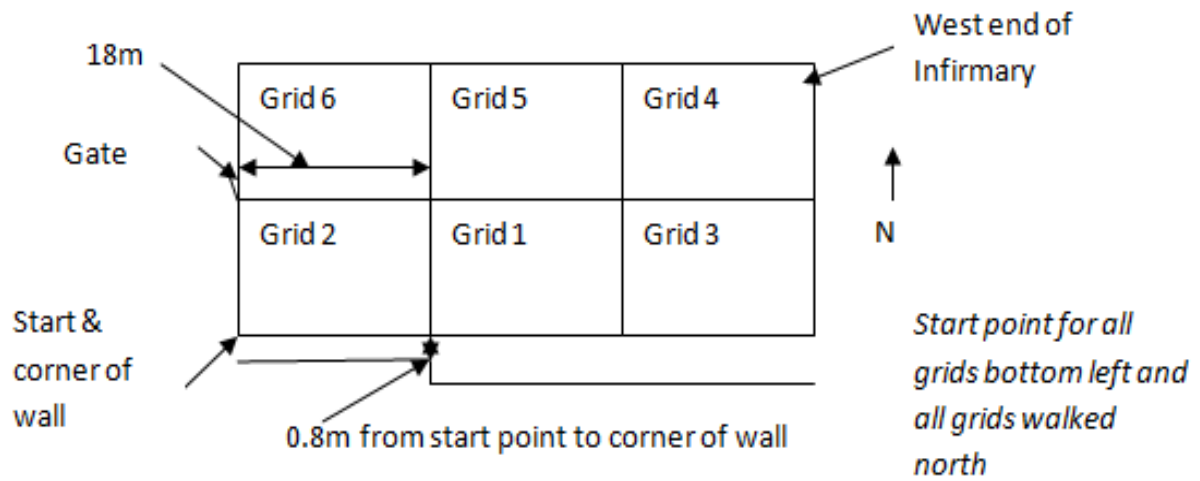 West end of
Infirmary
18m
Grid 6
Grid 5
Grid 4
Gate
N
Grid 2
Grid 1
Grid 3
Start &
corner of
wall
Start point for all
grids bottom left and
all grids walked
north
0.8m from start point to corner of wall